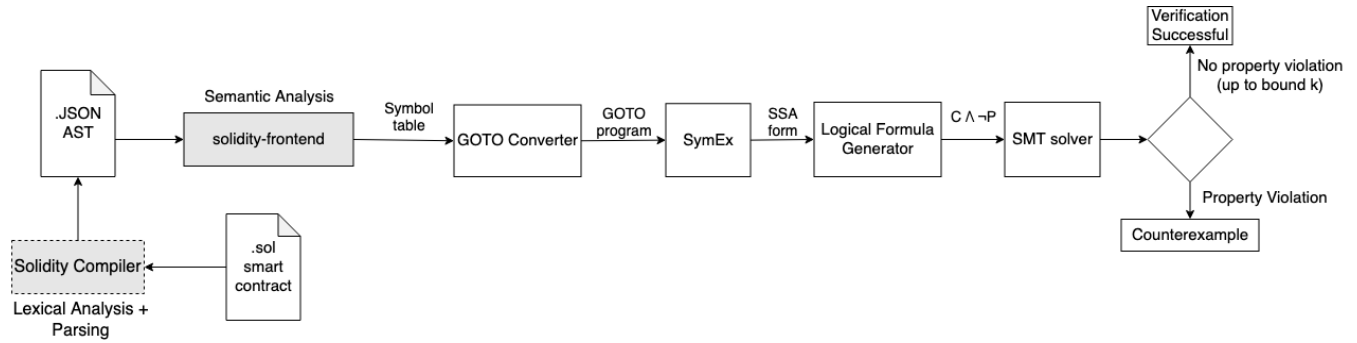 .sol
smart
contract
Solidity Compiler
Lexical Analysis +
Parsing
.JSON
AST
Semantic Analysis
solidity-frontend
Symbol
table
GOTO Converter
GOTO
program
SymEx
SSA
form
Logical Formula
Generator
C ∧ ¬P
SMT solver
Verification
Successful
No property violation
(up to bound k)
Property Violation
Counterexample